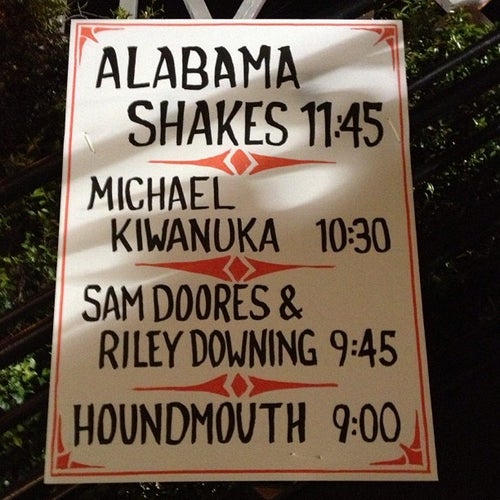 ALABAMA
SHAKES 11:45
MICHAEL
KIWANUKA 10:30
SAM DOORES &
RILEY DOWNING 9:45
HOUNDMOUTH 9:00